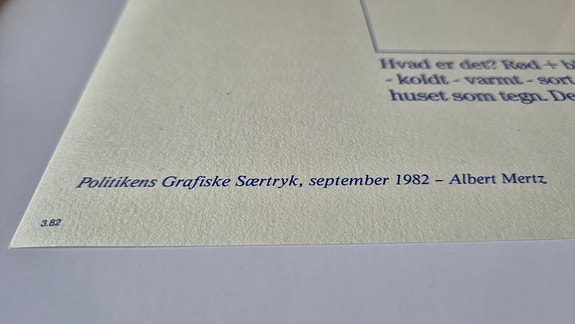 Hvad er det? Rød + b
- koldt - varmt - sort
huset som tegn. De
Politikens Grafiske Særtryk, september 1982 – Albert Mertz
3.82